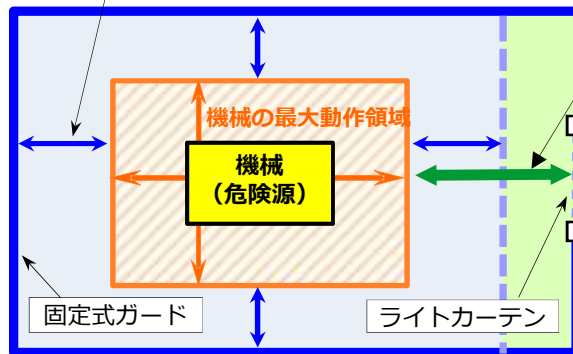 機械の最大動作領域
機械
（危険源）
固定式ガード
ライトカーテン